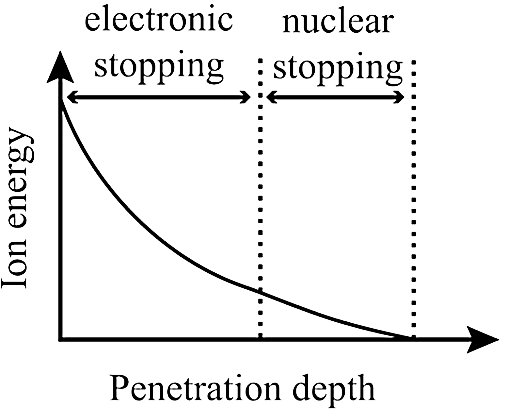 electronic
stopping
nuclear
stopping
Ion energy
Penetration depth